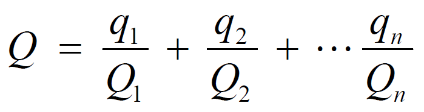 Q = q₁/Q₁ + q₂/Q₂ + ⋯ qₙ/Qₙ